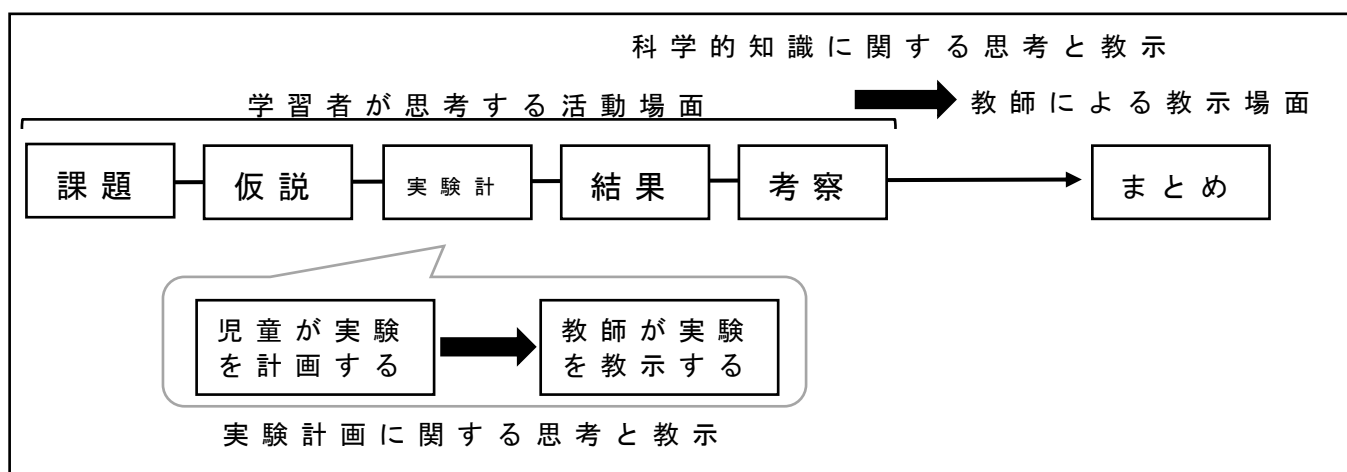 科学的知識に関する思考と教示
学習者が思考する活動場面
教師による教示場面
課題
仮説
実験計
結果
考察
まとめ
児童が実験
を計画する
教師が実験
を教示する
実験計画に関する思考と教示